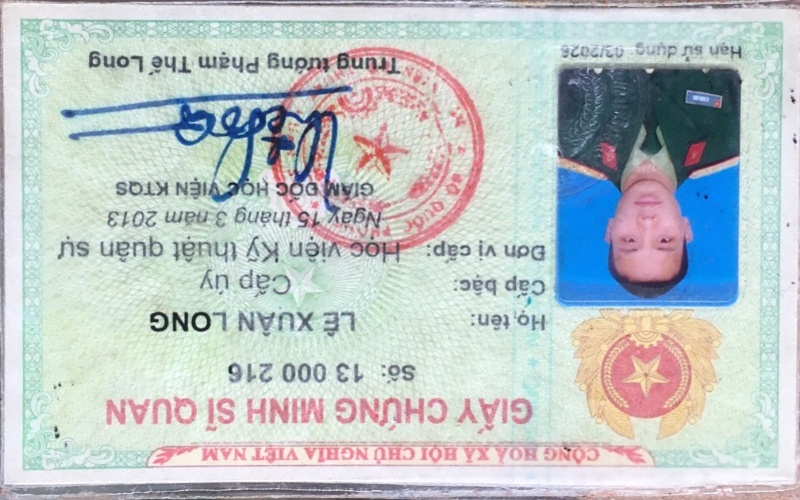 CỘNG HOÀ XÃ HỘI CHỦ NGHĨA VIỆT NAM
GIẤY CHỨNG MINH SĨ QUAN
Số: 13 000 216
Họ, tên: LÊ XUÂN LONG
Cấp bậc: Cấp úy
Đơn vị cấp: Học viện Kỹ thuật quân sự
Ngày 15 tháng 3 năm 2013
GIÁM ĐỐC HỌC VIỆN KTQS
Trung tướng Phạm Thế Long
Hạn sử dụng 03/2026